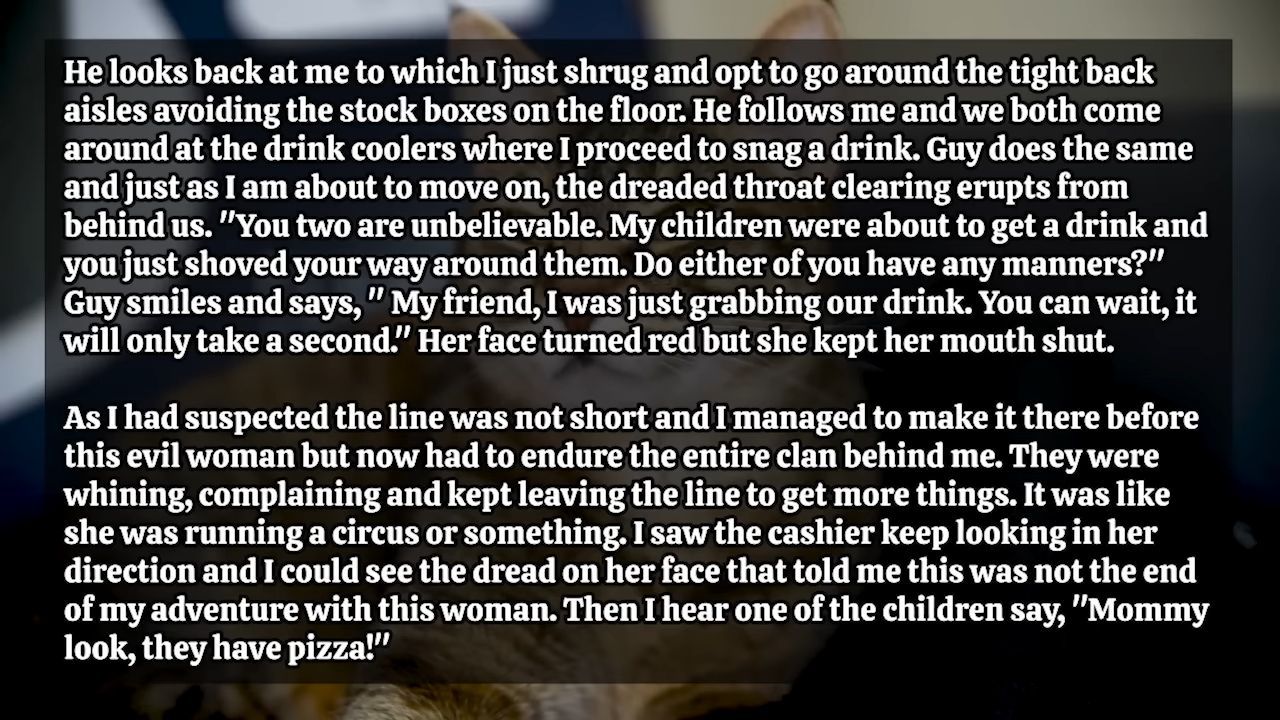 He looks back at me to which I just shrug and opt to go around the tight back
aisles avoiding the stock boxes on the floor. He follows me and we both come
around at the drink coolers where I proceed to snag a drink. Guy does the same
and just as I am about to move on, the dreaded throat clearing erupts from
behind us. "You two are unbelievable. My children were about to get a drink and
you just shoved your way around them. Do either of you have any manners?"
Guy smiles and says, " My friend, I was just grabbing our drink. You can wait, it
will only take a second." Her face turned red but she kept her mouth shut.
As I had suspected the line was not short and I managed to make it there before
this evil woman but now had to endure the entire clan behind me. They were
whining, complaining and kept leaving the line to get more things. It was like
she was running a circus or something. I saw the cashier keep looking in her
direction and I could see the dread on her face that told me this was not the end
of my adventure with this woman. Then I hear one of the children say, "Mommy
look, they have pizza!"